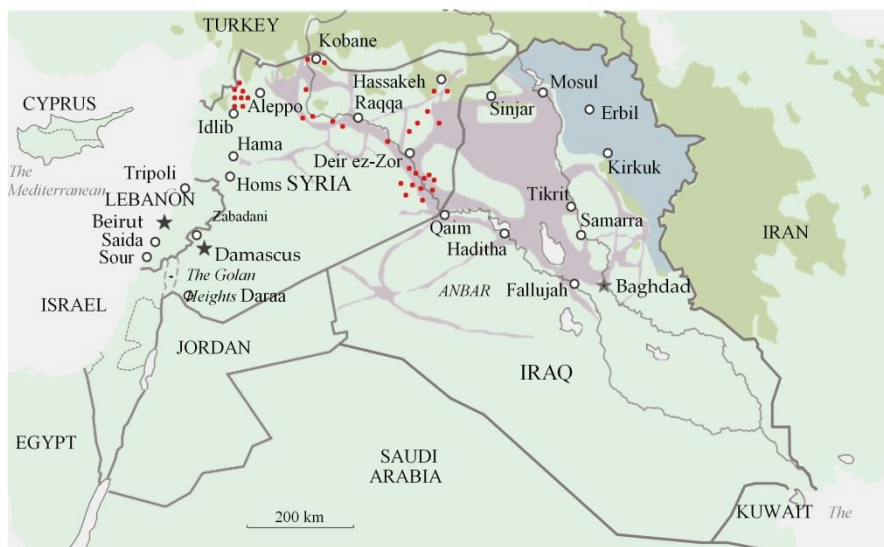 TURKEY
Kobane
Hassakeh
Mosul
CYPRUS
Aleppo
Raqqa
Sinjar
Erbil
Idlib
The
Mediterranean
Hama
Deir ez-Zor
Kirkuk
Tripoli
Homs
SYRIA
LEBANON
Tikrit
Beirut
Zabadani
Qaim
Samarra
IRAN
Saida
Damascus
Haditha
Sour
The Golan
Heights
Daraa
ANBAR
Fallujah
Baghdad
ISRAEL
JORDAN
IRAQ
EGYPT
SAUDI
ARABIA
KUWAIT
The
200 km